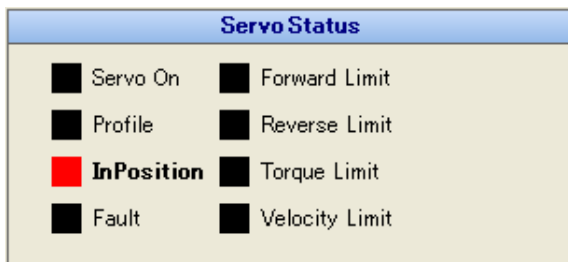 Servo Status
Servo On
Forward Limit
Profile
Reverse Limit
InPosition
Torque Limit
Fault
Velocity Limit